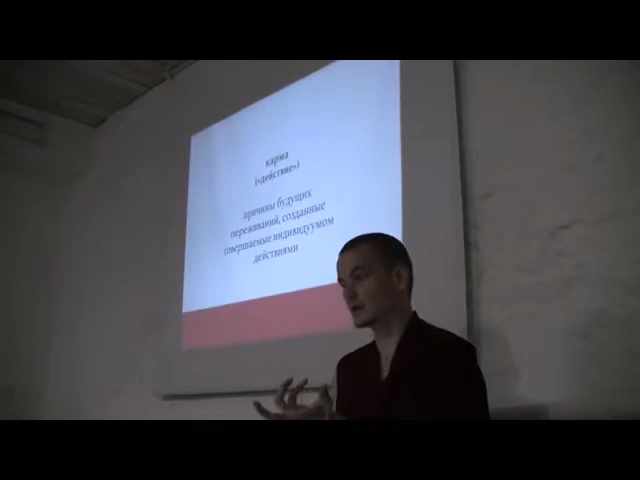 карма
(«действие»)
причины будущих
переживаний, созданные
совершаемые индивидуумом
действиями